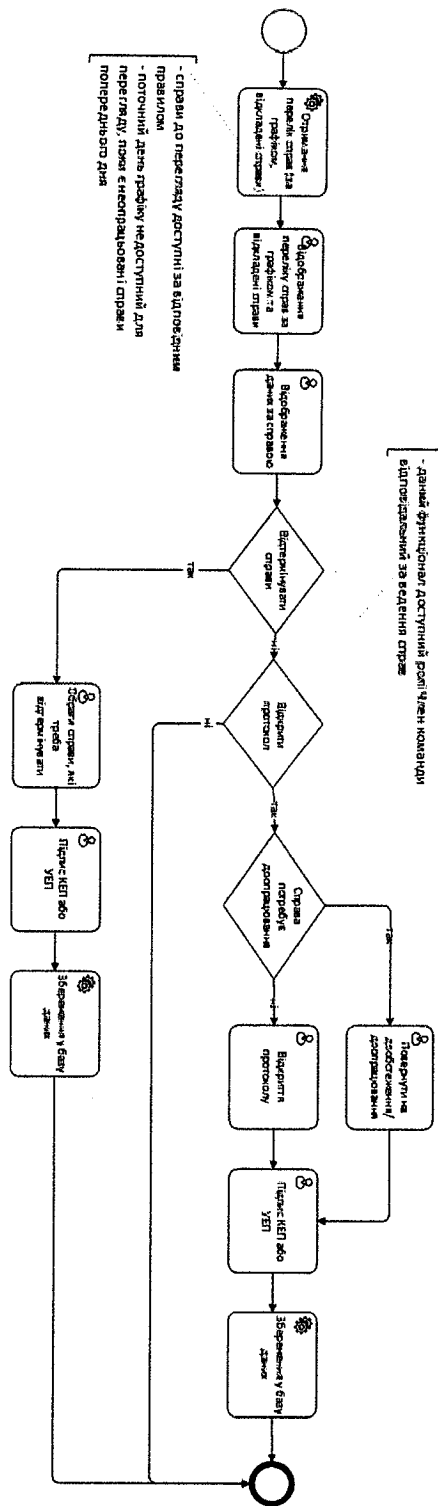 Отримання
перелік справ (за
графіком,
відкладені справи)
- справи до перегляду доступні за відповідним
правилом
- поточний день графіку недоступний для
перегляду, поки є неопрацьовані справи
попереднього дня
Відображення
переліку справ за
графіком та
відкладені справи
Відображення
даних за справою
- даний функціонал доступний ролі Член команди
відповідальний за ведення справ
Відтермінувати
справи
так
ні
Обрати справи, які
треба
відтермінувати
Підпис КЕП або
УЕП
Збереження у базу
даних
Відкрити
протокол
ні
так
Справа
потребує
доопрацювання
так
ні
Повернути на
дообстеження/
доопрацювання
Відкриття
протоколу
Підпис КЕП або
УЕП
Збереження у базу
даних